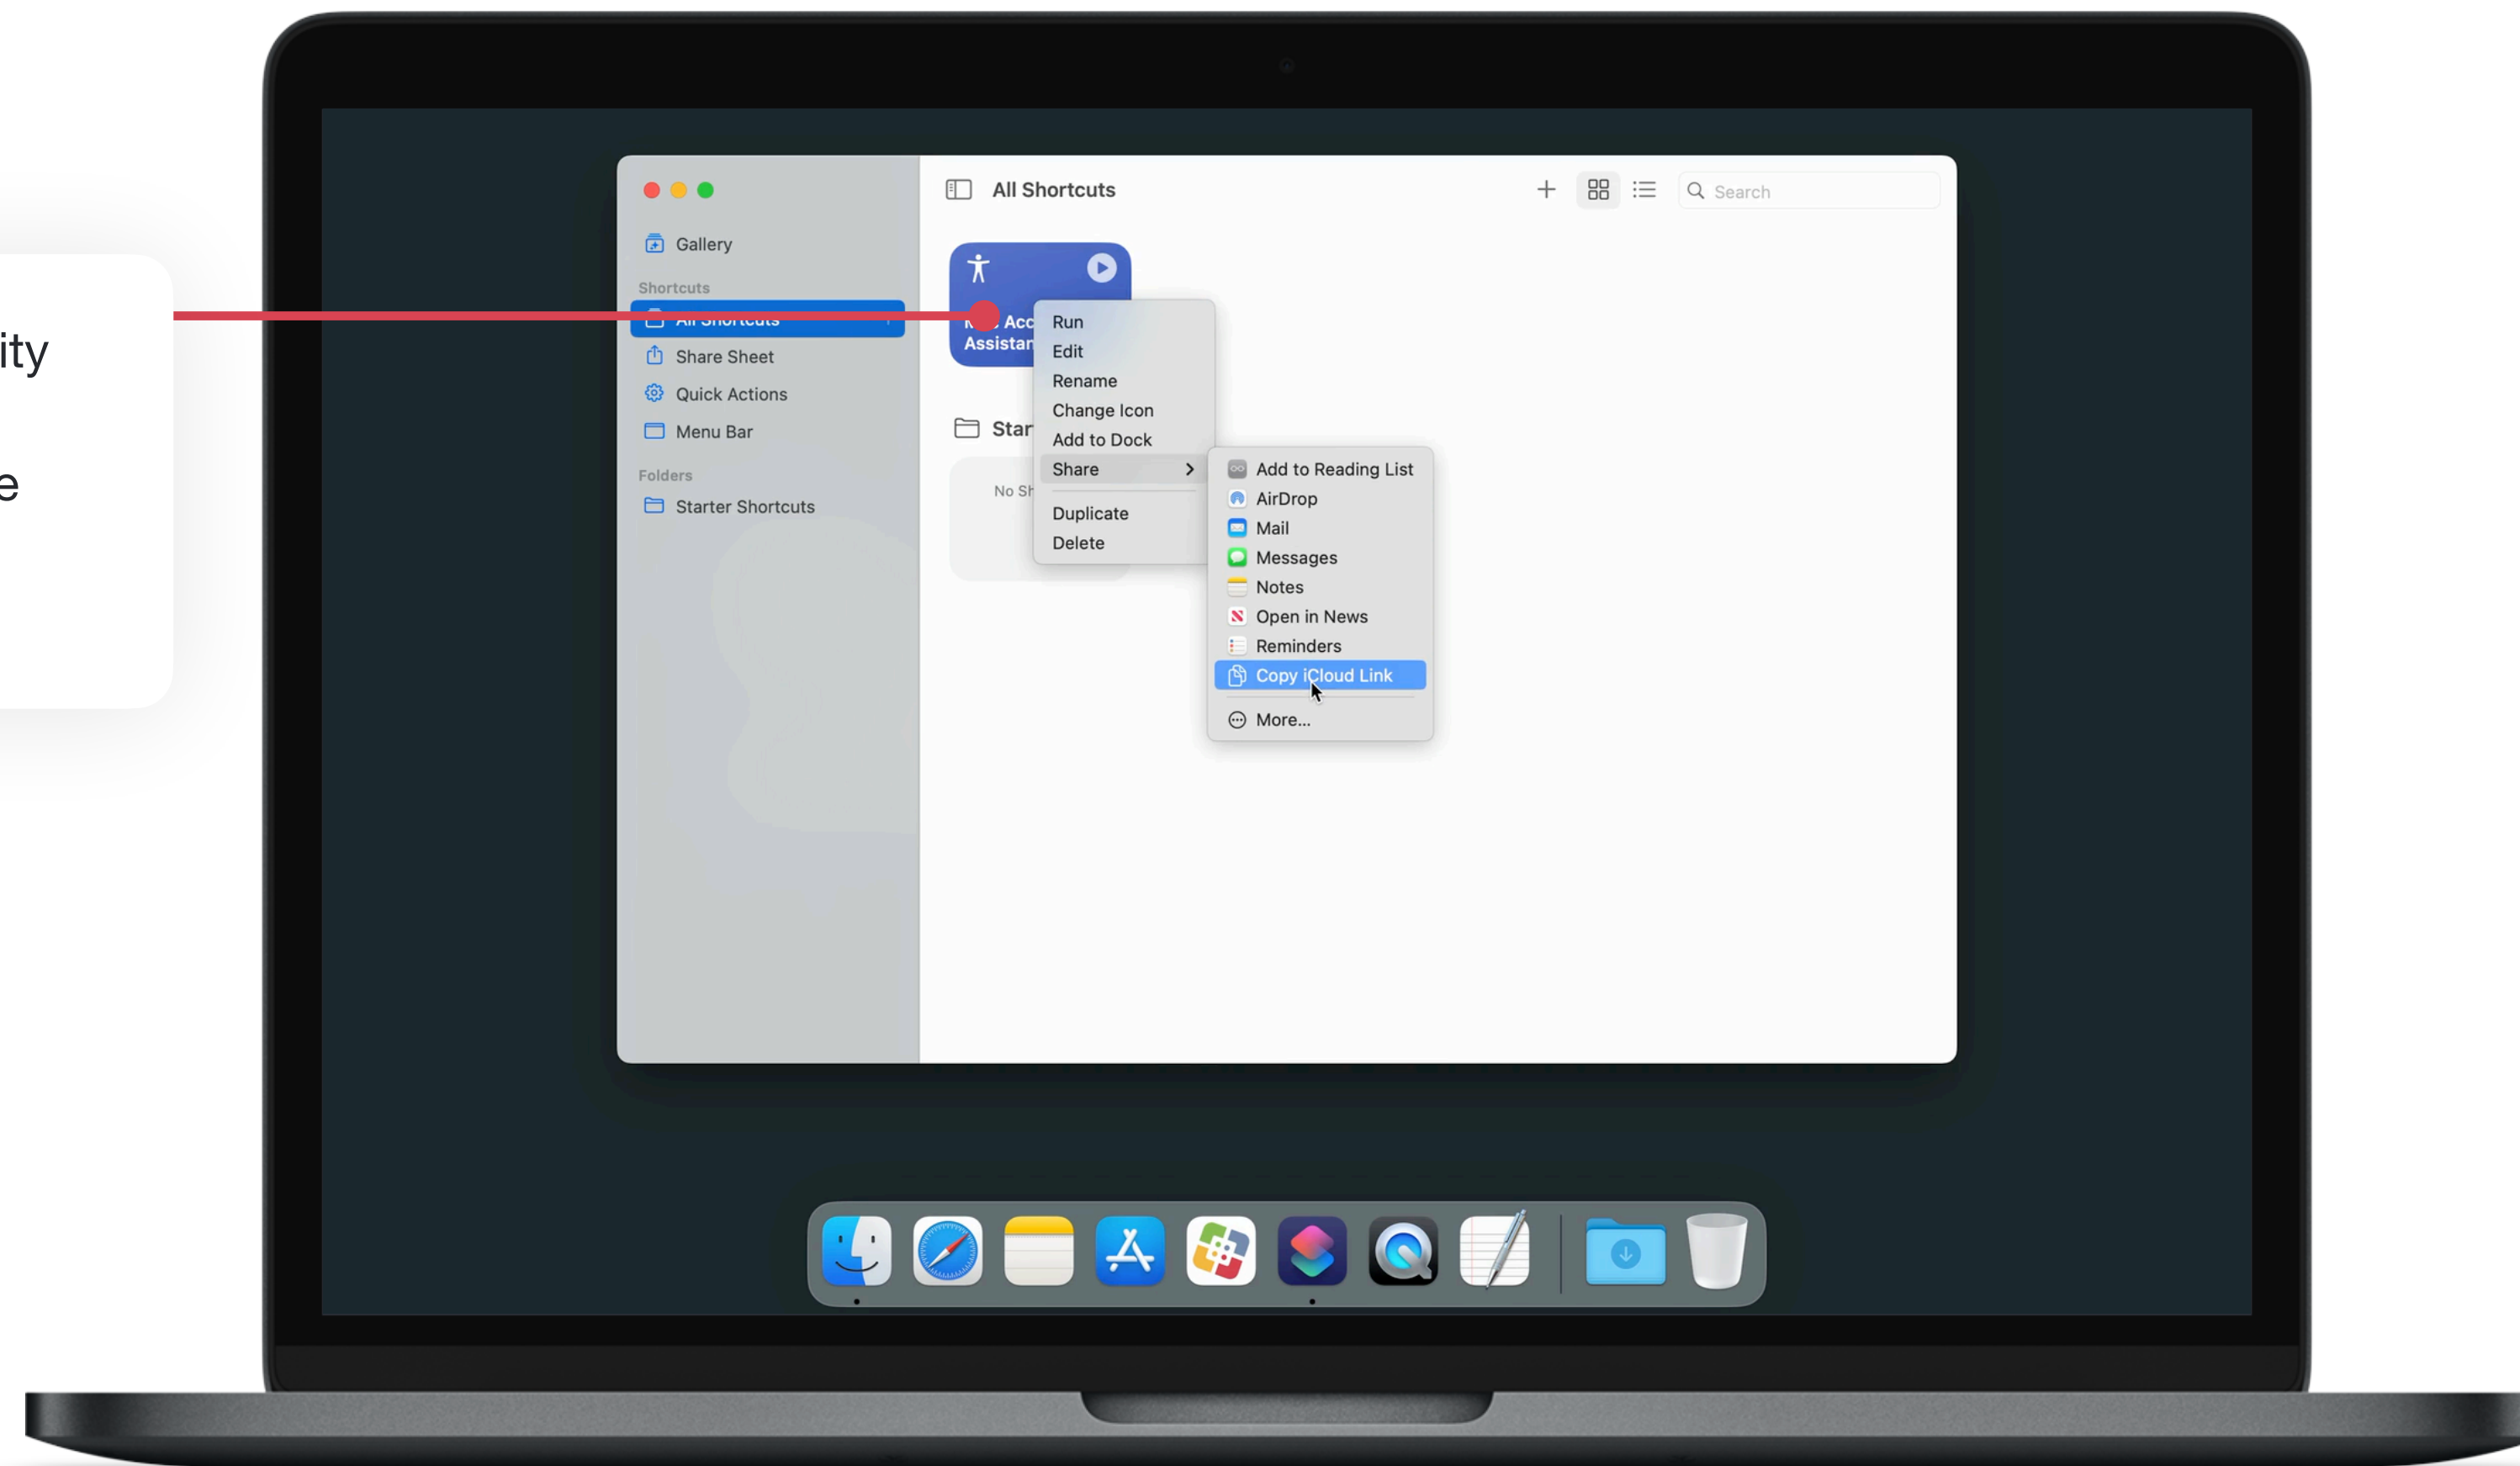 ity
e
All Shortcuts
Search
Gallery
Shortcuts
All Shortcuts
Share Sheet
Quick Actions
Menu Bar
Folders
Starter Shortcuts
Acc
Assistan
Star
No Sh
Run
Edit
Rename
Change Icon
Add to Dock
Share
Duplicate
Delete
Add to Reading List
AirDrop
Mail
Messages
Notes
Open in News
Reminders
Copy iCloud Link
More...